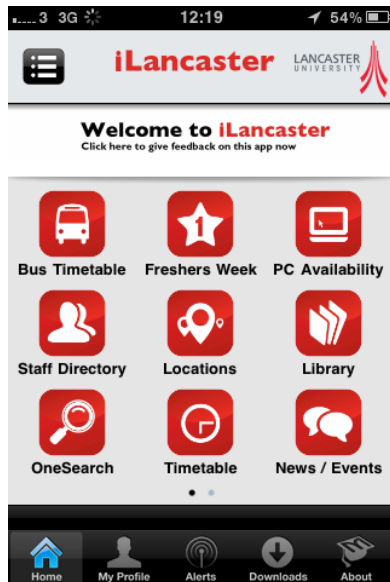 3 3G 12:19 54%
iLancaster LANCASTER
UNIVERSITY
Welcome to iLancaster
Click here to give feedback on this app now
1
Bus Timetable Freshers Week PC Availability
Staff Directory Locations Library
OneSearch Timetable News / Events
Home My Profile Alerts Downloads About